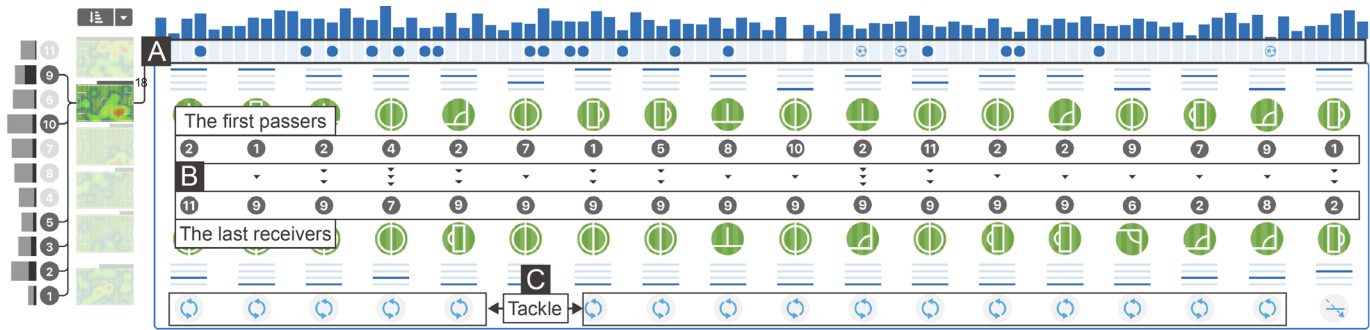 11
9
6
10
7
8
4
5
3
2
1
18
A
The first passers
2 1 2 4 2 7 1 5 8 10 2 11 2 2 9 7 9 1
B
11 9 9 7 9 9 9 9 9 9 9 9 9 9 6 2 8 2
The last receivers
C
Tackle